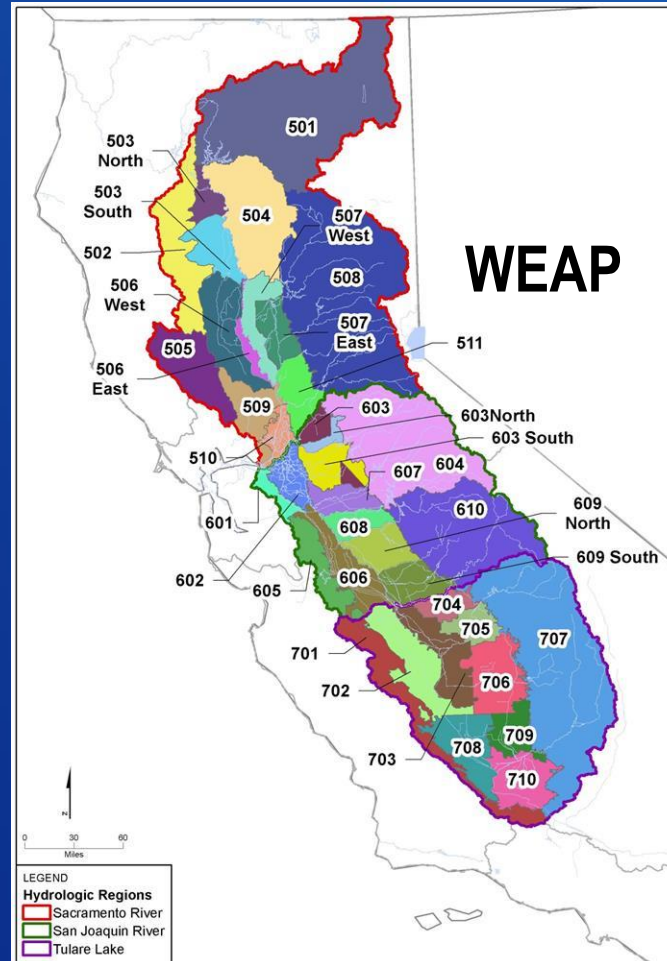 WEAP
501
503
North
503
South
504
507
West
502
508
506
West
507
East
511
505
506
East
509
603
603North
510
603 South
604
607
601
610
608
609
North
602
606
609 South
605
704
705
707
701
706
702
709
703
708
710
N
0 30 60
Miles
LEGEND
Hydrologic Regions
Sacramento River
San Joaquin River
Tulare Lake